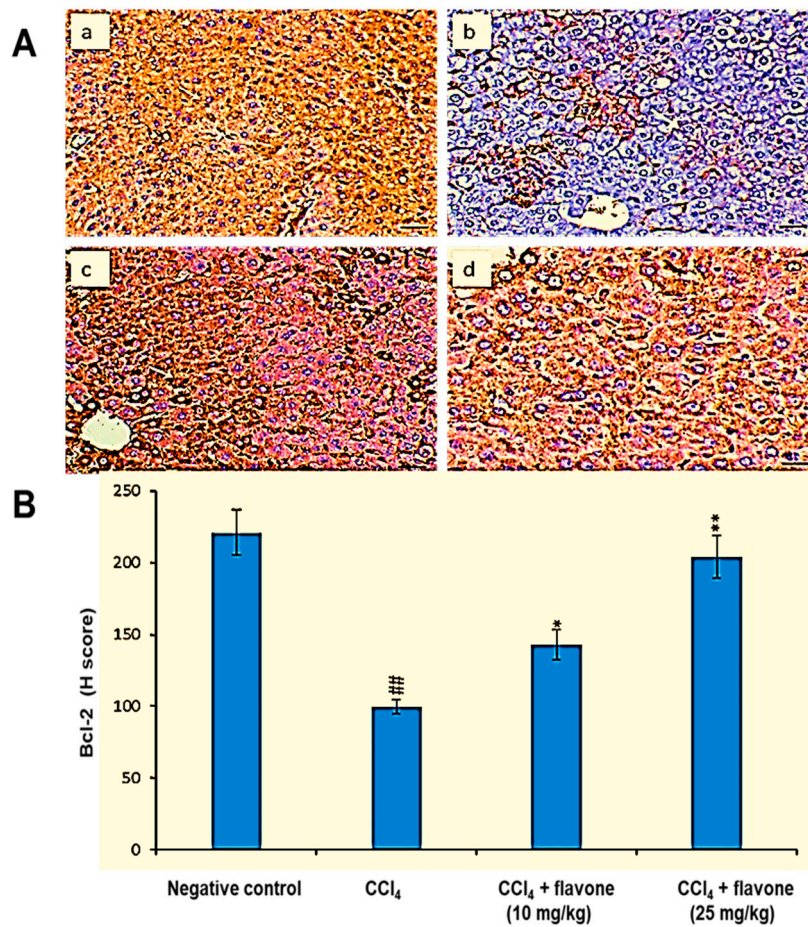 A
a
b
c
d
B
Bcl-2 (H score)
250
200
150
100
50
0
##
*
**
Negative control
CCl₄
CCl₄ + flavone
(10 mg/kg)
CCl₄ + flavone
(25 mg/kg)